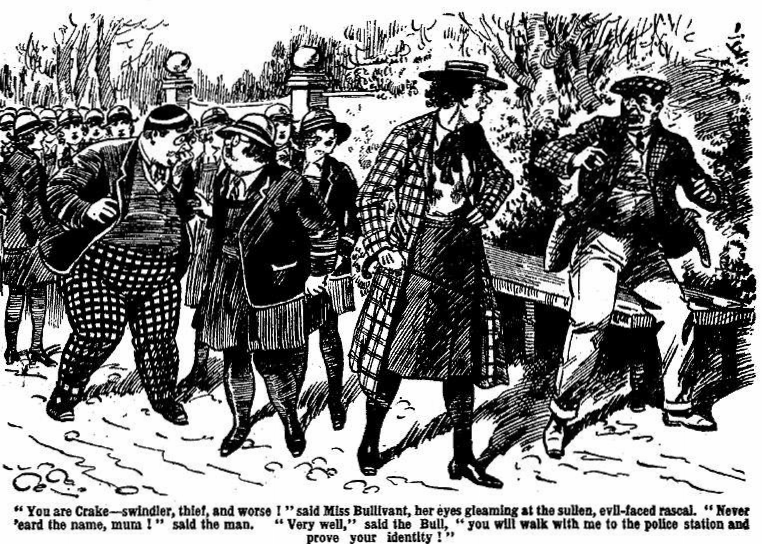 “ You are Crake—swindler, thief, and worse ! ” said Miss Bullivant, her eyes gleaming at the sullen, evil-faced rascal. “ Never
'eard the name, mum ! ” said the man. “ Very well,” said the Bull, “ you will walk with me to the police station and
prove your identity ! ”